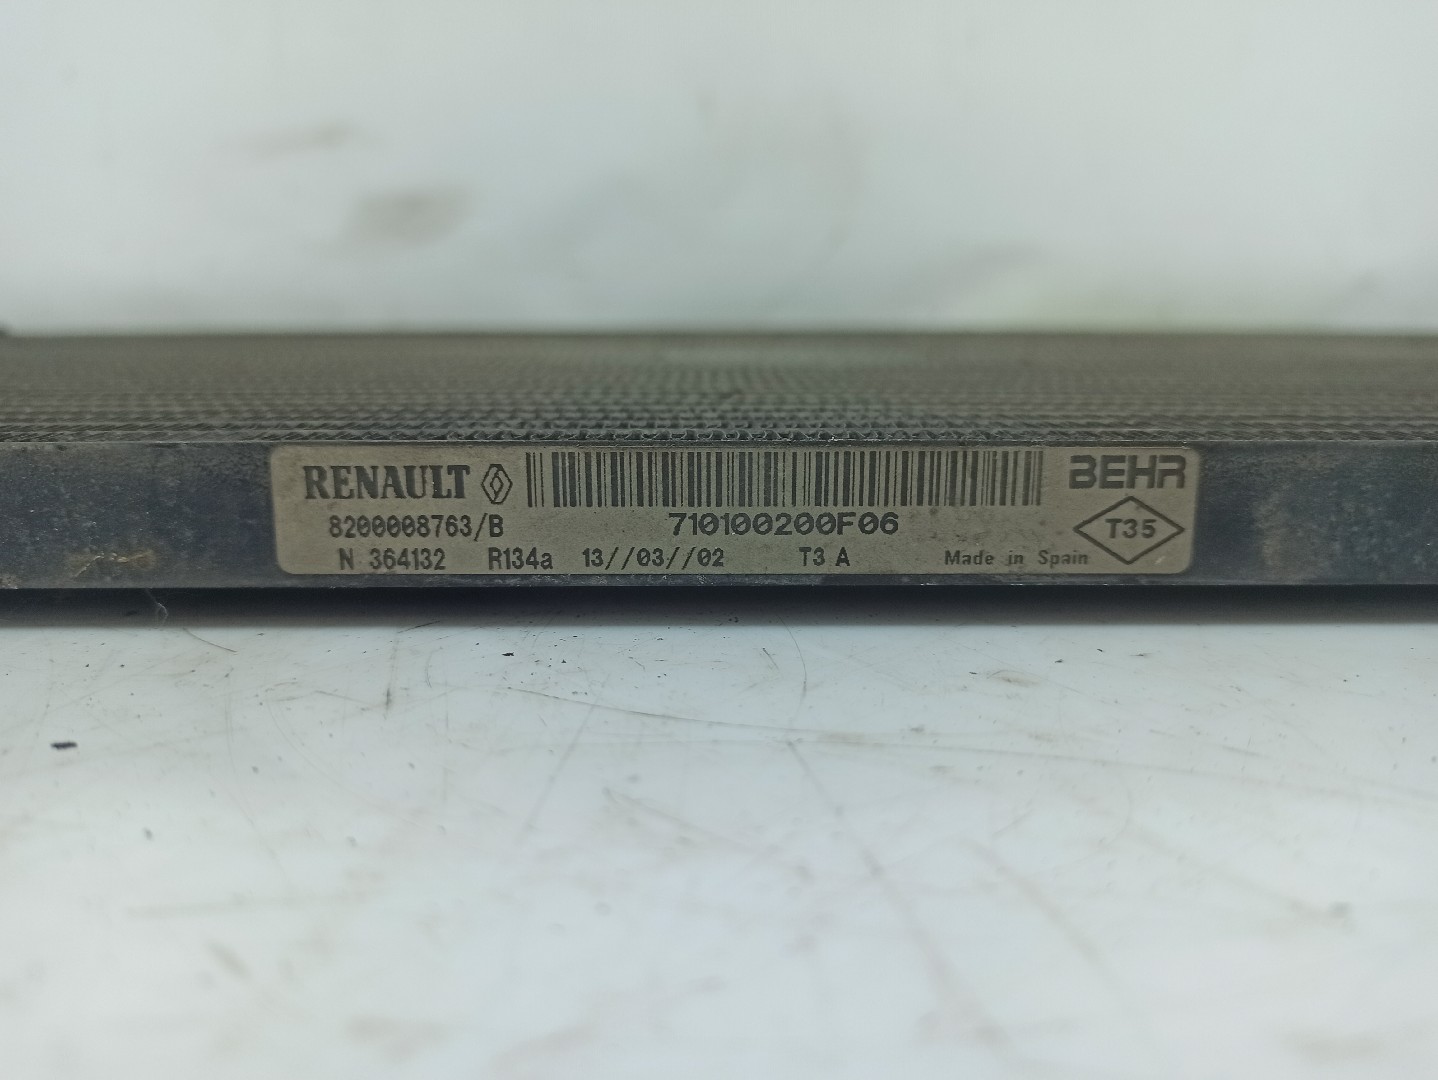 RENAULT BEHR
8200008763/B 710100200F06 T35
N 364132 R134a 13//03//02 T3 A Made in Spain